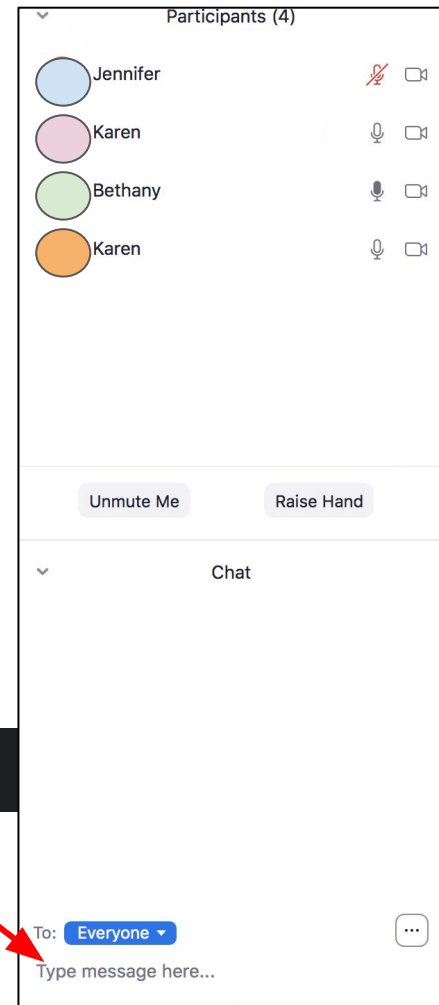 Participants (4)
Jennifer
Karen
Bethany
Karen
Unmute Me Raise Hand
Chat
To: Everyone
Type message here...